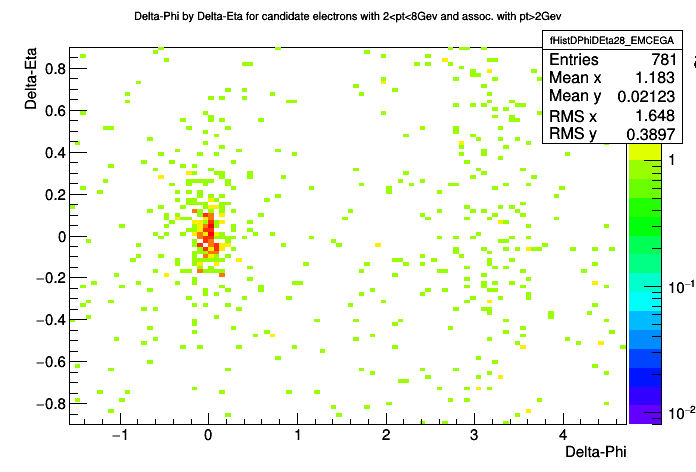 Delta-Phi by Delta-Eta for candidate electrons with 2<pt<8Gev and assoc. with pt>2Gev
fHistDPhiDEta28_EMCEGA
Entries 781
Mean x 1.183
Mean y 0.02123
RMS x 1.648
RMS y 0.3897
Delta-Eta
0.8
0.6
0.4
0.2
0
−0.2
−0.4
−0.6
−0.8
−1 0 1 2 3 4
Delta-Phi
1
10⁻¹
10⁻²